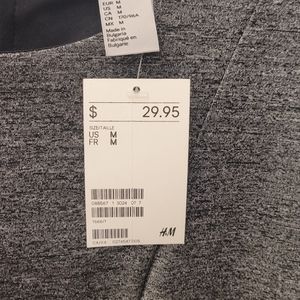 EUR M
US M
CA M
CN 170/96A
MX M
Made in
Bulgaria
Fabriqué en
Bulgarie
$ 29.95
SIZE/TAILLE
US M
FR M
H&M